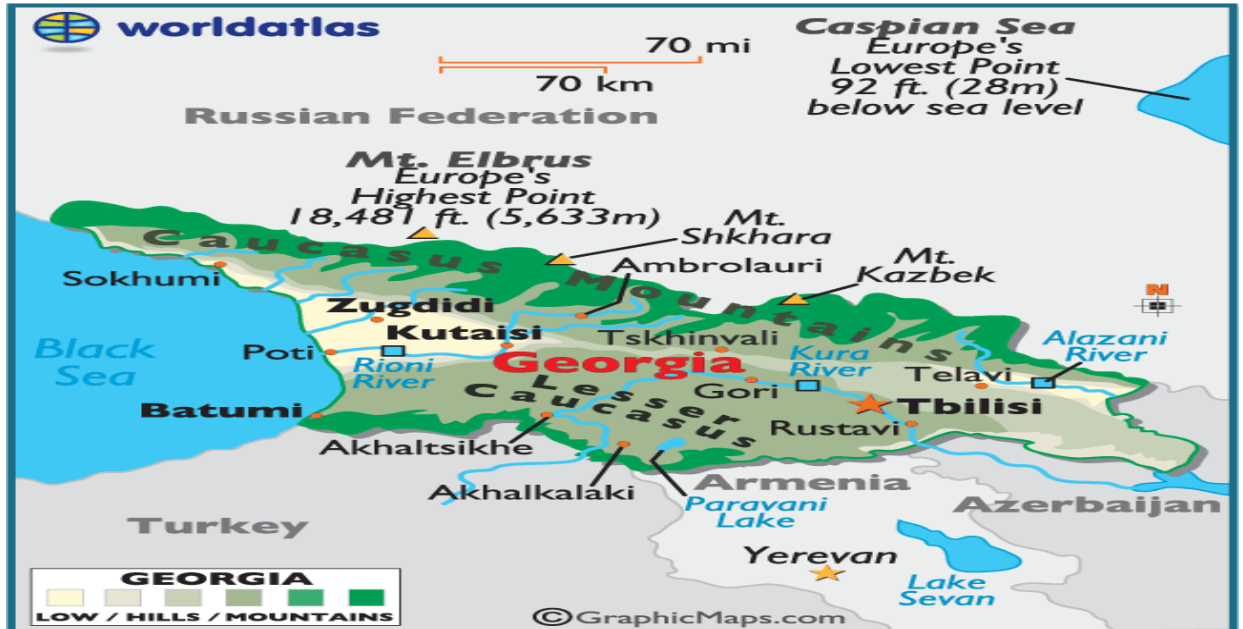 worldatlas
70 mi
70 km
Caspian Sea
Europe's
Lowest Point
92 ft. (28m)
below sea level
Russian Federation
Mt. Elbrus
Europe's
Highest Point
18,481 ft. (5,633m)
Mt.
Shkhara
Ambrolauri
Mt.
Kazbek
Caucasus Mountains
N
Sokhumi
Zugdidi
Kutaisi
Tskhinvali
Alazani
River
Black
Sea
Poti
Rioni
River
Georgia
Kura
River
Telavi
Gori
Lesser
Caucasus
Batumi
Tbilisi
Rustavi
Akhaltsikhe
Akhalkalaki
Armenia
Paravani
Lake
Azerbaijan
Turkey
Yerevan
Lake
Sevan
GEORGIA
LOW / HILLS / MOUNTAINS
©GraphicMaps.com